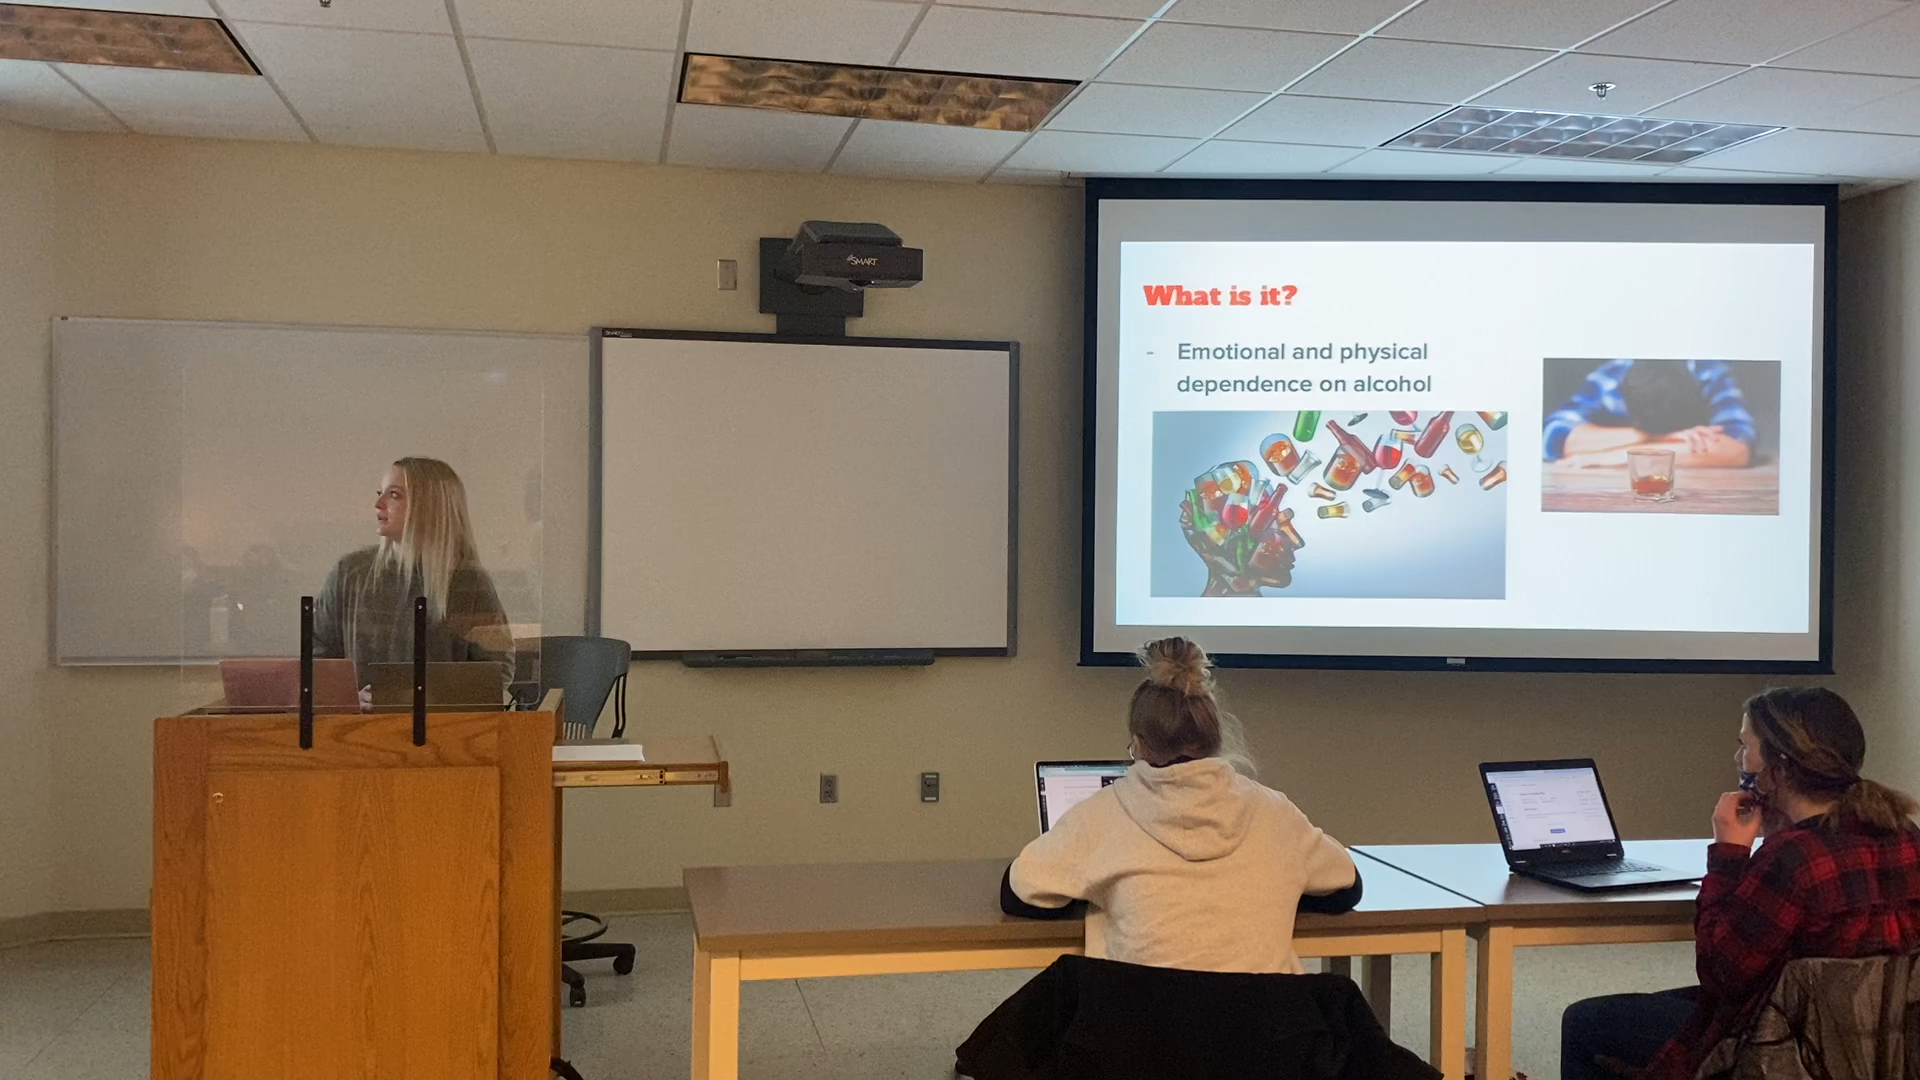 SMART
What is it?
- Emotional and physical
dependence on alcohol